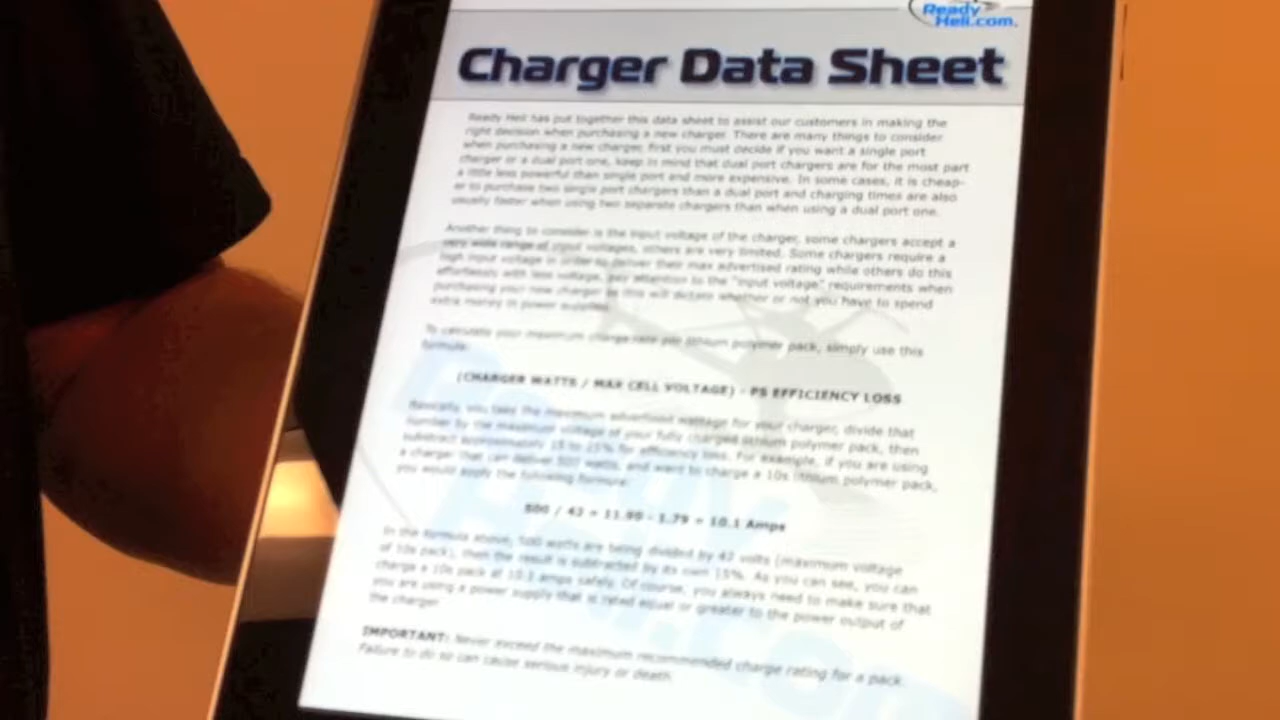 Ready
Heli.com
Charger Data Sheet
Ready Heli has put together this data sheet to assist our customers in making the
right decision when purchasing a new charger. There are many things to consider
when purchasing a new charger, first you must decide if you want a single port
charger or a dual port one, keep in mind that dual port chargers are for the most part
a little less powerful than single port and more expensive. In some cases, it is cheap-
er to purchase two single port chargers than a dual port and charging times are also
usually faster when using two separate chargers than when using a dual port one.
Another thing to consider is the input voltage of the charger, some chargers accept a
very wide range of input voltages, others are very limited. Some chargers require a
high input voltage in order to deliver their max advertised rating while others do this
effortlessly with less voltage, pay attention to the "input voltage" requirements when
purchasing your new charger as this will dictate whether or not you have to spend
extra money in power supplies.
To calculate your maximum charge rate per lithium polymer pack, simply use this
formula:
(CHARGER WATTS / MAX CELL VOLTAGE) - PS EFFICIENCY LOSS
Basically, you take the maximum advertised wattage for your charger, divide that
number by the maximum voltage of your fully charged lithium polymer pack, then
substract approximately 15 to 25% for efficiency loss. For example, if you are using
a charger that can deliver 500 watts, and want to charge a 10s lithium polymer pack,
you would apply the following formula:
500 / 42 = 11.90 - 1.79 = 10.1 Amps
In the formula above, 500 watts are being divided by 42 volts (maximum voltage
of 10s pack), then the result is subtracted by its own 15%. As you can see, you can
charge a 10s pack at 10.1 amps safely. Of course, you always need to make sure that
you are using a power supply that is rated equal or greater to the power output of
the charger.
IMPORTANT: Never exceed the maximum recommended charge rating for a pack.
Failure to do so can cause serious injury or death.